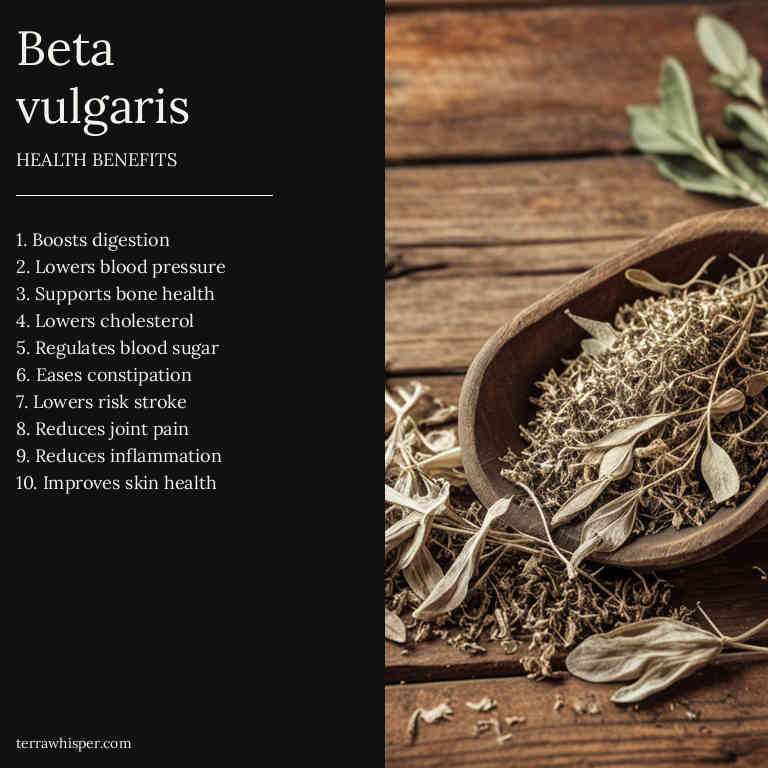 Beta
vulgaris
HEALTH BENEFITS
1. Boosts digestion
2. Lowers blood pressure
3. Supports bone health
4. Lowers cholesterol
5. Regulates blood sugar
6. Eases constipation
7. Lowers risk stroke
8. Reduces joint pain
9. Reduces inflammation
10. Improves skin health
terrawhisper.com